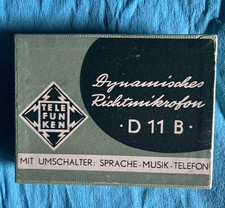 Dynamisches
Richtmikrofon
· D 11 B ·
TELE
FUN
KEN
MIT UMSCHALTER: SPRACHE - MUSIK - TELEFON